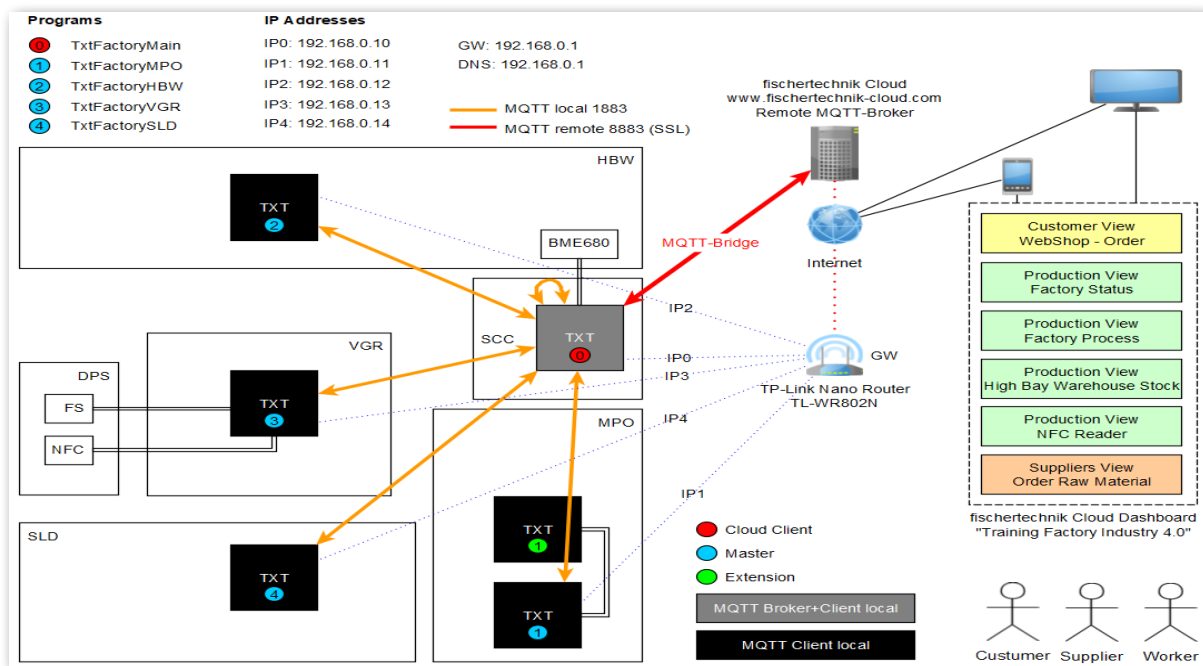 Programs
IP Addresses
0 TxtFactoryMain
IP0: 192.168.0.10
GW: 192.168.0.1
1 TxtFactoryMPO
IP1: 192.168.0.11
DNS: 192.168.0.1
2 TxtFactoryHBW
IP2: 192.168.0.12
3 TxtFactoryVGR
IP3: 192.168.0.13
MQTT local 1883
4 TxtFactorySLD
IP4: 192.168.0.14
MQTT remote 8883 (SSL)
fischertechnik Cloud
www.fischertechnik-cloud.com
Remote MQTT-Broker
HBW
TXT
2
BME680
MQTT-Bridge
Internet
IP2
SCC
TXT
0
IP0
IP3
GW
TP-Link Nano Router
TL-WR802N
VGR
DPS
FS
NFC
TXT
3
MPO
IP4
IP1
TXT
1
TXT
1
SLD
TXT
4
Cloud Client
Master
Extension
MQTT Broker+Client local
MQTT Client local
Customer View
WebShop - Order
Production View
Factory Status
Production View
Factory Process
Production View
High Bay Warehouse Stock
Production View
NFC Reader
Suppliers View
Order Raw Material
fischertechnik Cloud Dashboard
"Training Factory Industry 4.0"
Custumer
Supplier
Worker